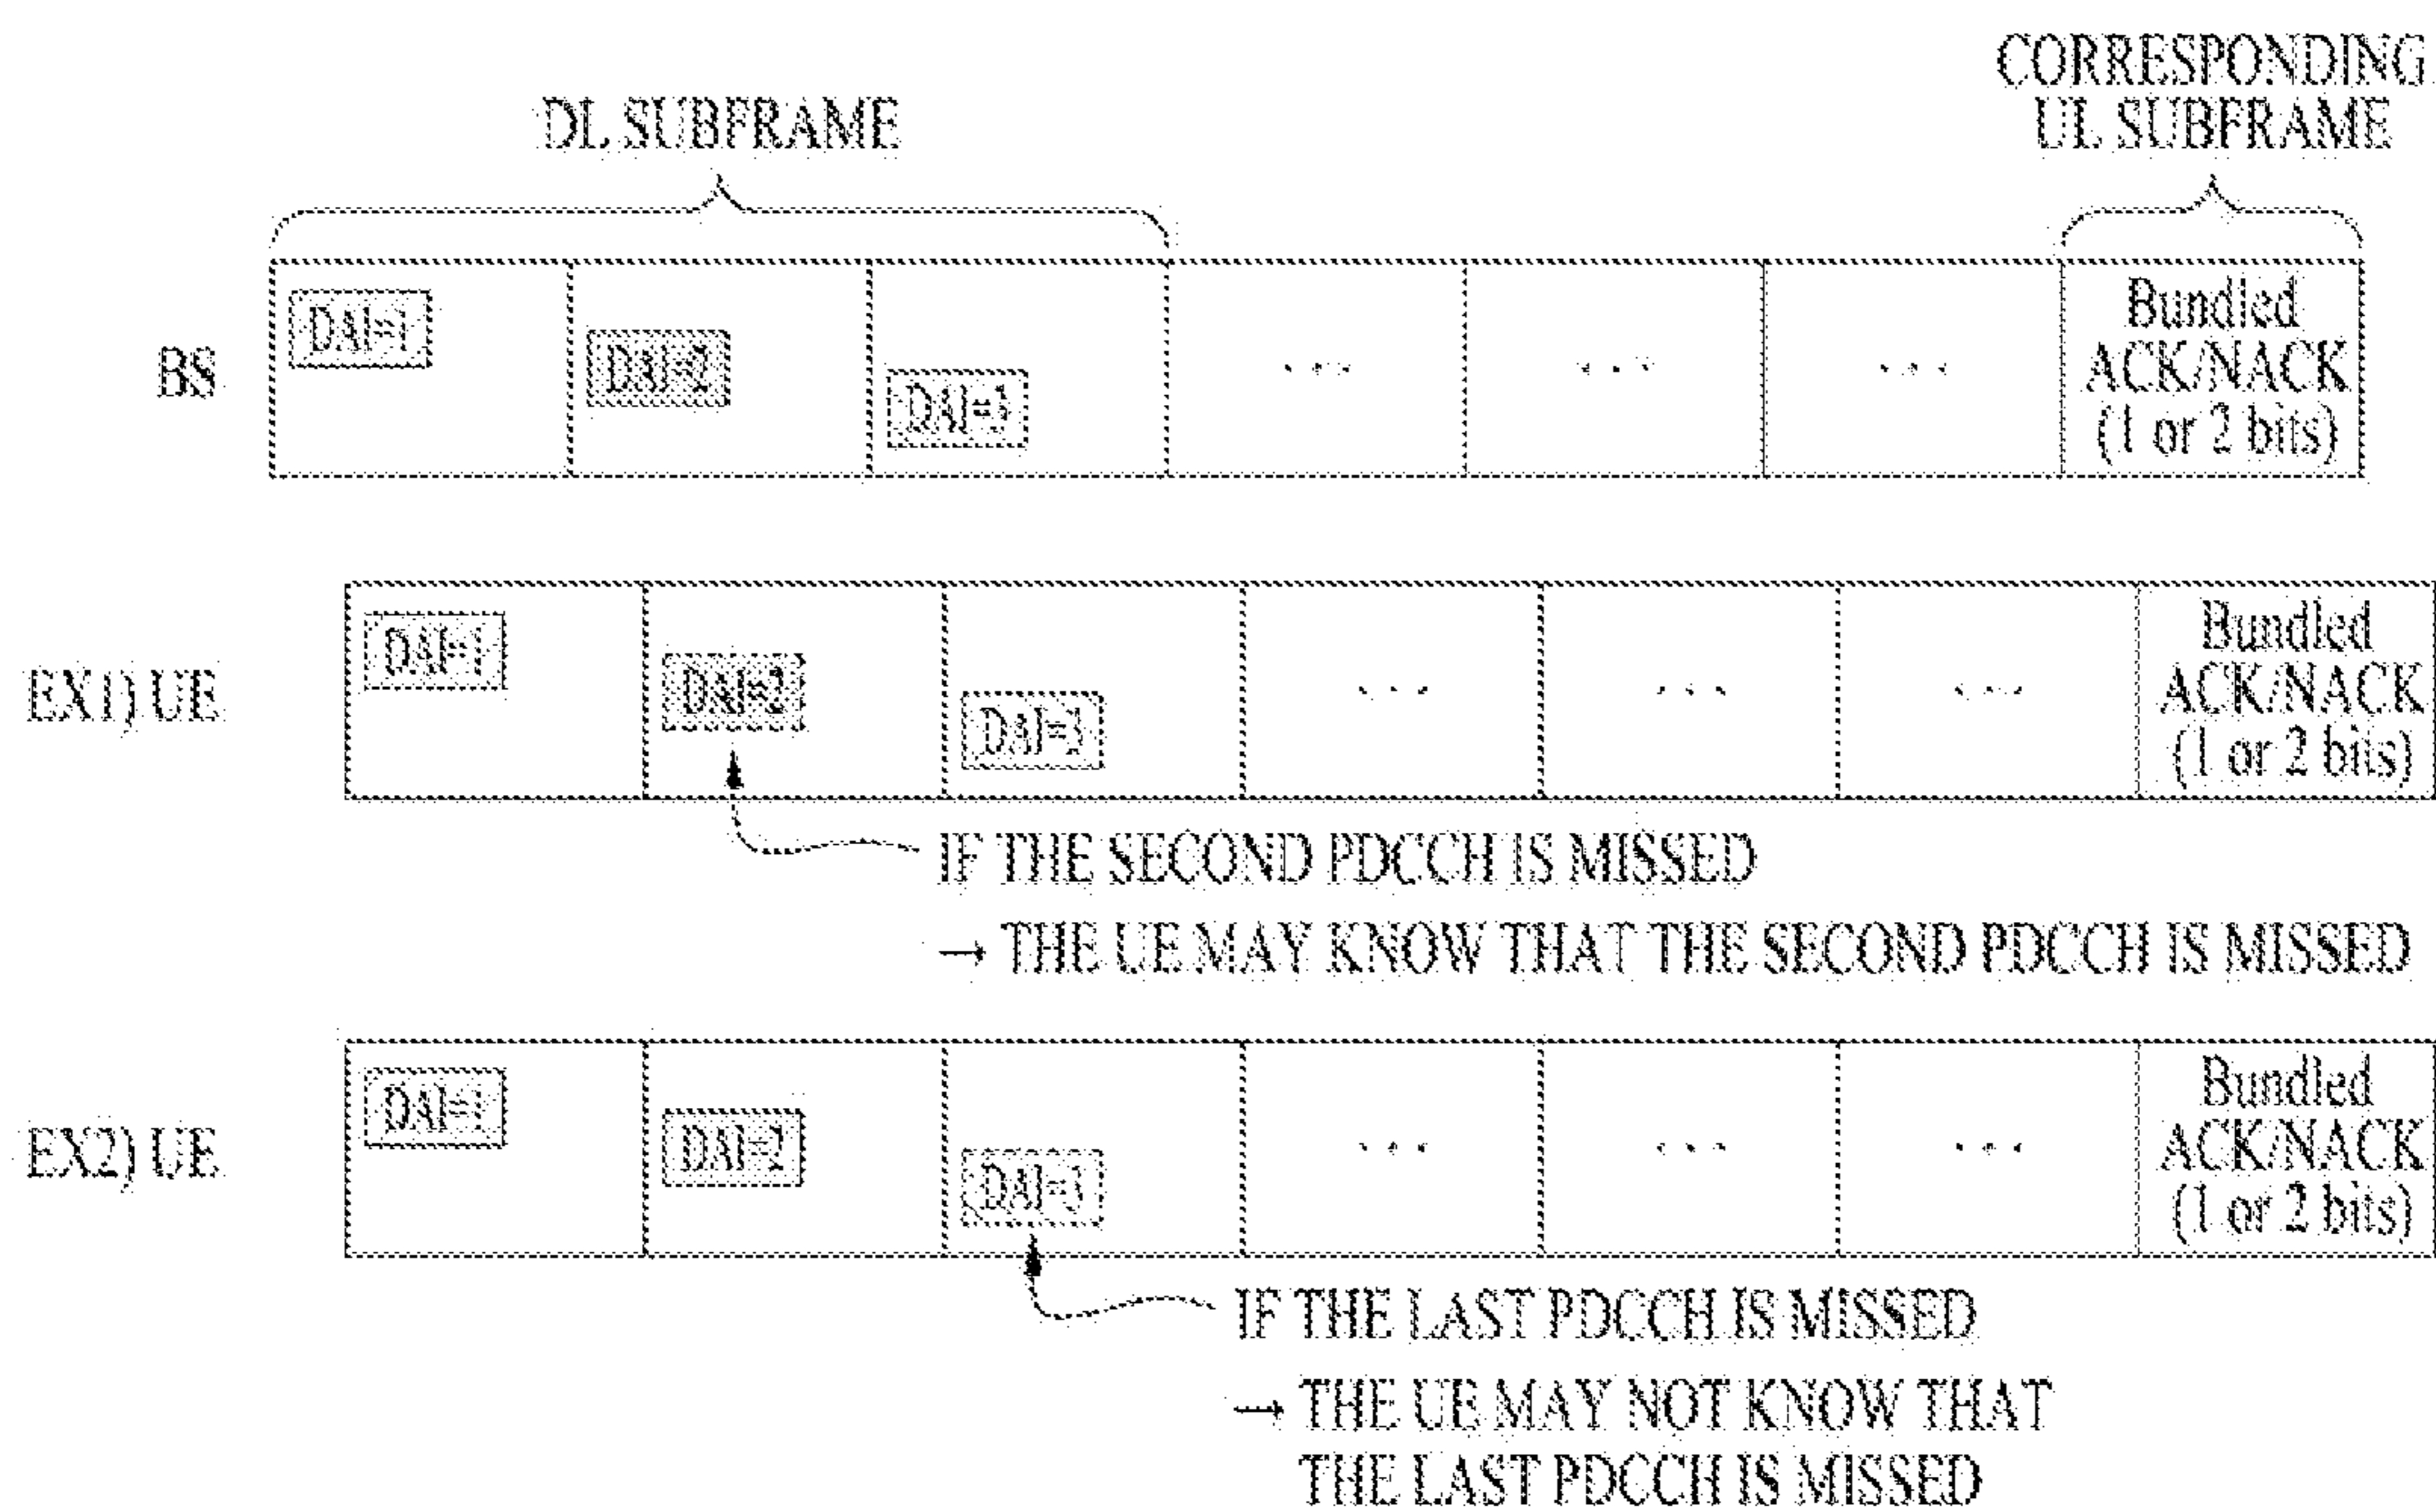 CORRESPONDING
DL SUBFRAME UL SUBFRAME
BS DAI=1 DAI=2 DAI=3 ... ... ... Bundled
ACK/NACK
(1 or 2 bits)
EX1) UE DAI=1 DAI=2 DAI=3 ... ... ... Bundled
ACK/NACK
(1 or 2 bits)
IF THE SECOND PDCCH IS MISSED
→ THE UE MAY KNOW THAT THE SECOND PDCCH IS MISSED
EX2) UE DAI=1 DAI=2 DAI=3 ... ... ... Bundled
ACK/NACK
(1 or 2 bits)
IF THE LAST PDCCH IS MISSED
→ THE UE MAY NOT KNOW THAT
THE LAST PDCCH IS MISSED